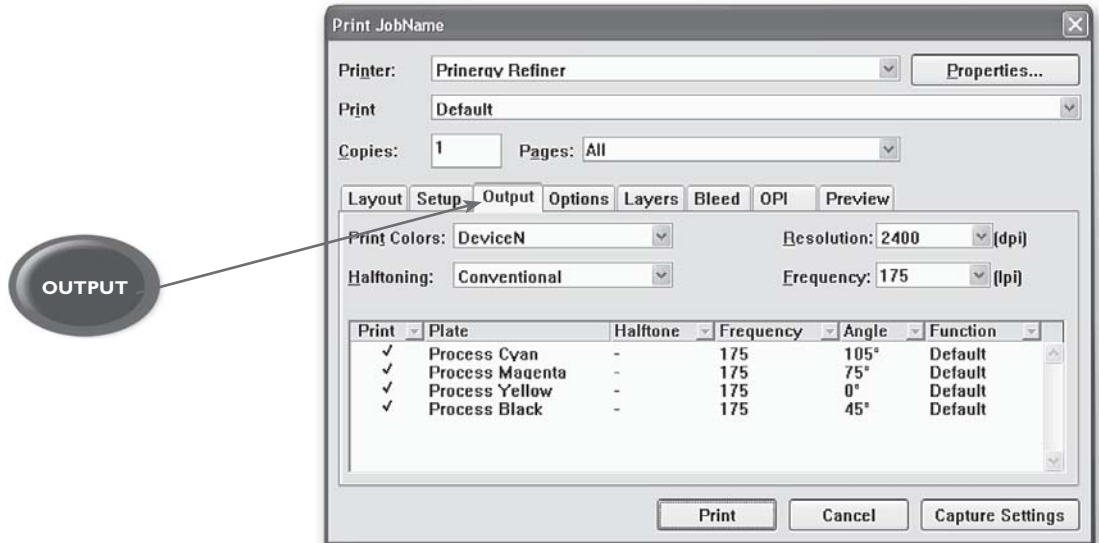 Print JobName
Printer: Prinergy Refiner Properties...
Print Default
Copies: 1 Pages: All
Layout Setup Output Options Layers Bleed OPI Preview
Print Colors: DeviceN Resolution: 2400 (dpi)
Halftoning: Conventional Frequency: 175 (lpi)
OUTPUT
Print Plate Halftone Frequency Angle Function
✓ Process Cyan - 175 105° Default
✓ Process Magenta - 175 75° Default
✓ Process Yellow - 175 0° Default
✓ Process Black - 175 45° Default
Print Cancel Capture Settings